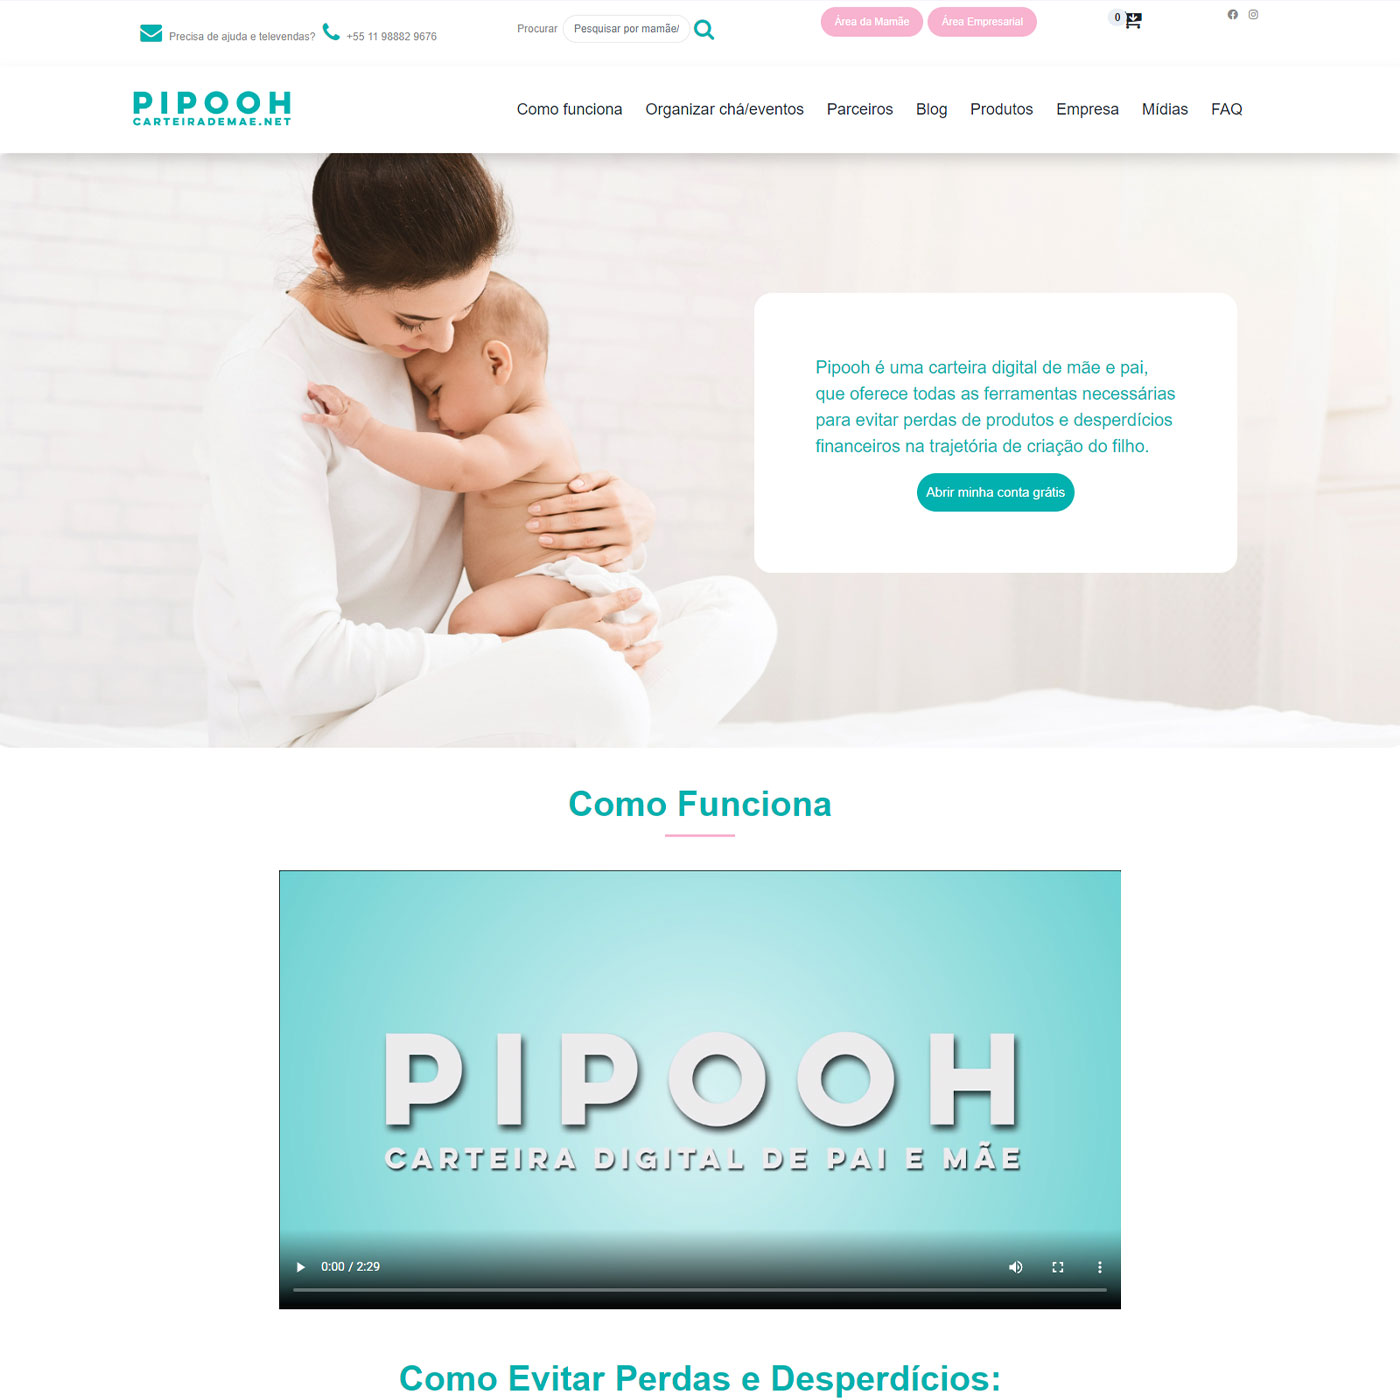 Precisa de ajuda e televendas? +55 11 98882 9676
Procurar Pesquisar por mamãe/
Área da Mamãe Área Empresarial
0
PIPOOH
CARTEIRADEMAE.NET
Como funciona Organizar chá/eventos Parceiros Blog Produtos Empresa Mídias FAQ
Pipooh é uma carteira digital de mãe e pai,
que oferece todas as ferramentas necessárias
para evitar perdas de produtos e desperdícios
financeiros na trajetória de criação do filho.
Abrir minha conta grátis
Como Funciona
PIPOOH
CARTEIRA DIGITAL DE PAI E MÃE
0:00 / 2:29
Como Evitar Perdas e Desperdícios: